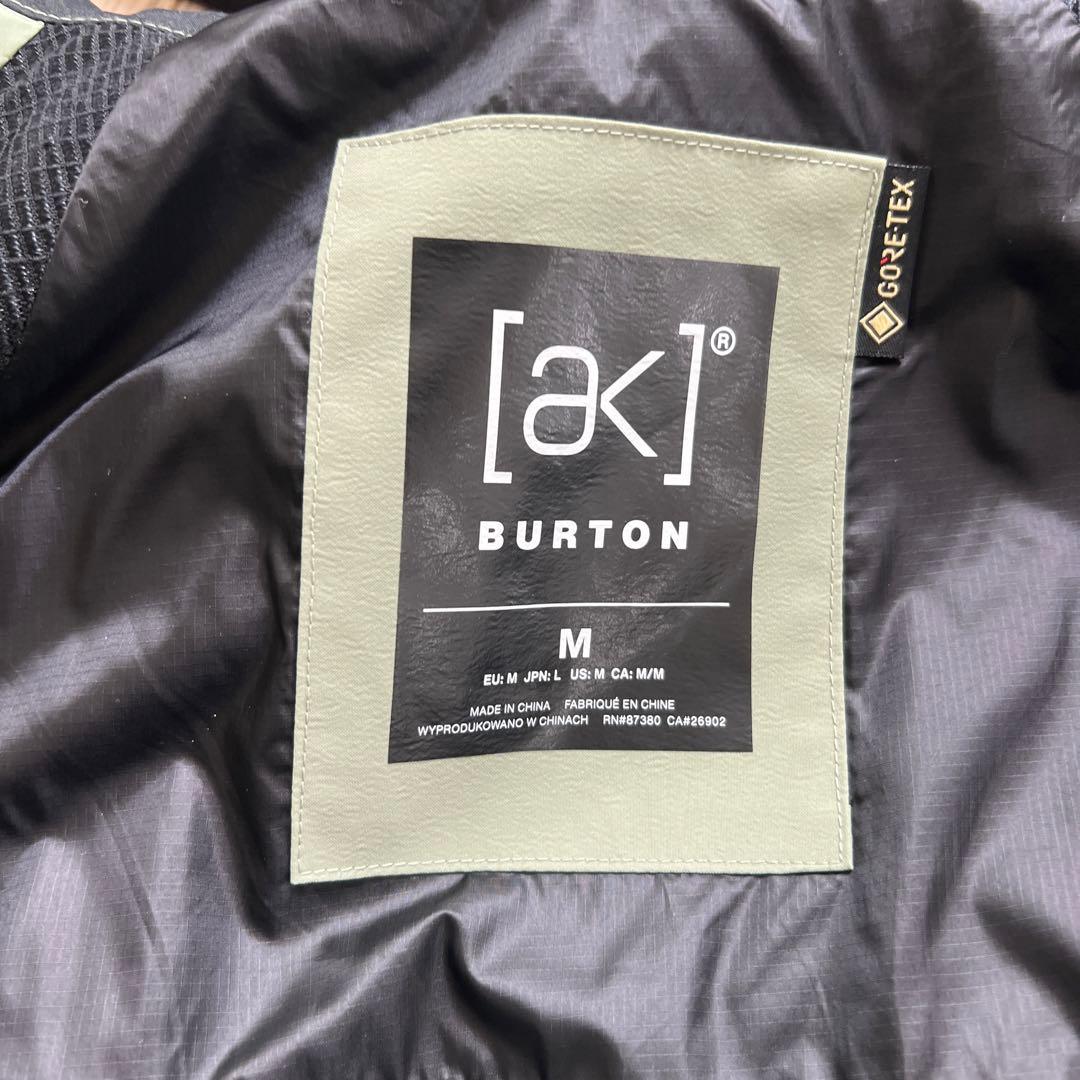 [ak]®
BURTON
M
EU: M JPN: L US: M CA: M/M
MADE IN CHINA FABRIQUÉ EN CHINE
WYPRODUKOWANO W CHINACH RN#87380 CA#26902
GORE-TEX